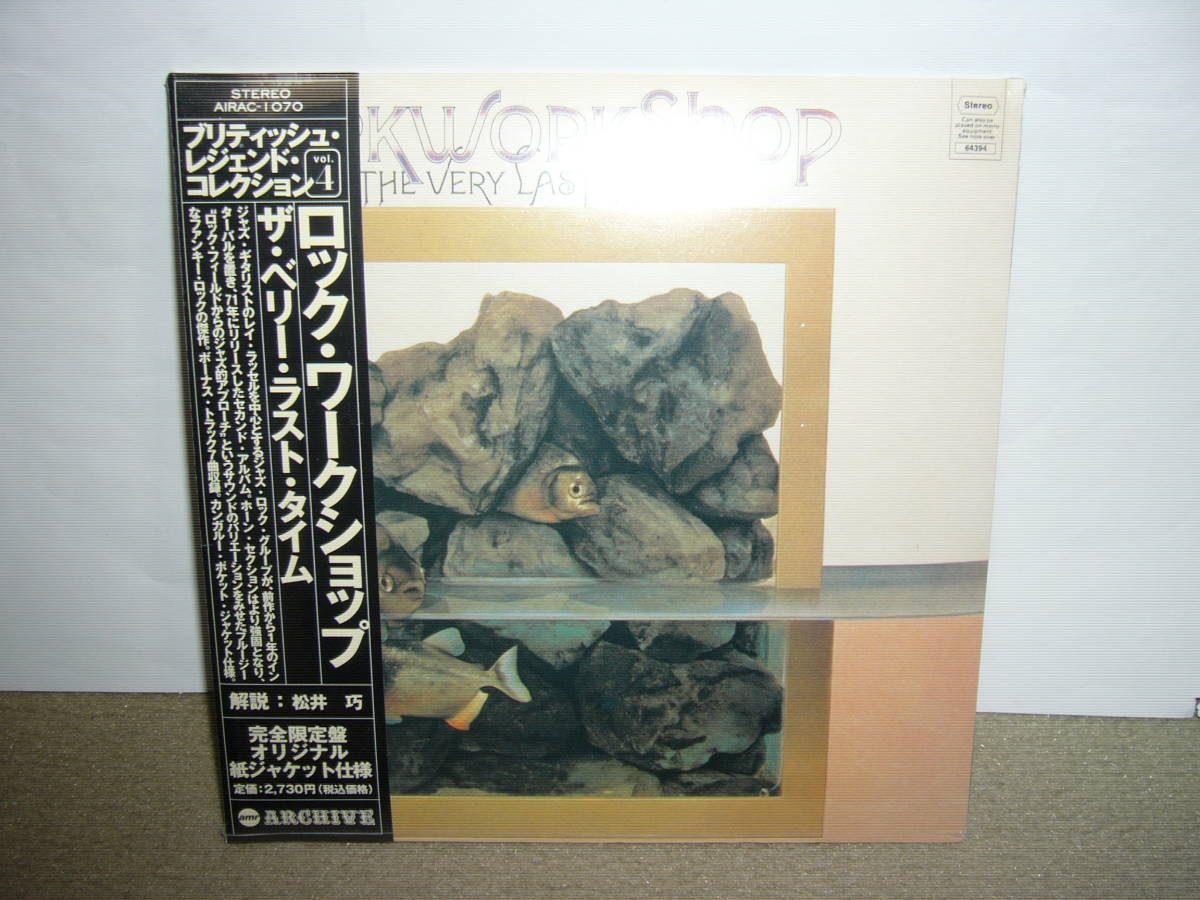 STEREO
AIRAC-1070
ブリティッシュ・
レジェンド・
コレクション
vol.
4
ロック・ワークショップ
ザ・ベリー・ラスト・タイム
ジャズ・ギタリストのレイ・ラッセルを中心とするジャズ・ロック・グループが、前作から1年のイン
ターバルを置き、71年にリリースしたセカンド・アルバム。ホーン・セクションはより強固となり、
"ロック・フィールドからのジャズ的アプローチ"というサウンドのバリエーションをみせたブルージー
なファンキー・ロックの傑作。ボーナス・トラック7曲収録。カンガルー・ポケット・ジャケット仕様。
解説：松井 巧
完全限定盤
オリジナル
紙ジャケット仕様
定価：2,730円(税込価格)
amr ARCHIVE
KWORKSHOP
THE VERY LAS
Stereo
Can also be
played on mono
equipment
See note over
64394